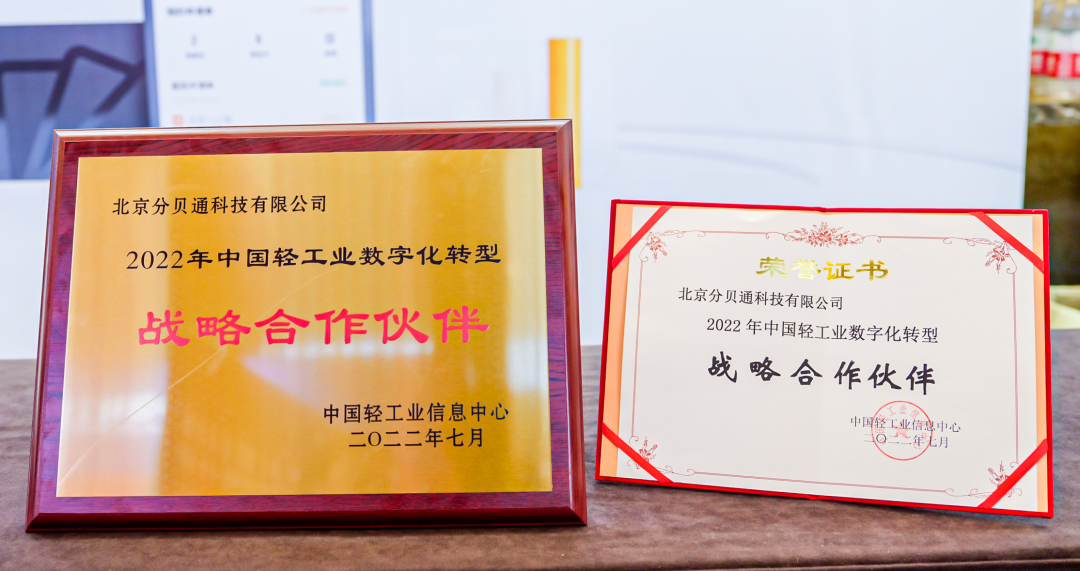 北京分贝通科技有限公司
2022年中国轻工业数字化转型
战略合作伙伴
中国轻工业信息中心
二〇二二年七月
荣誉证书
北京分贝通科技有限公司
2022年中国轻工业数字化转型
战略合作伙伴
中国轻工业信息中心
二〇二二年七月